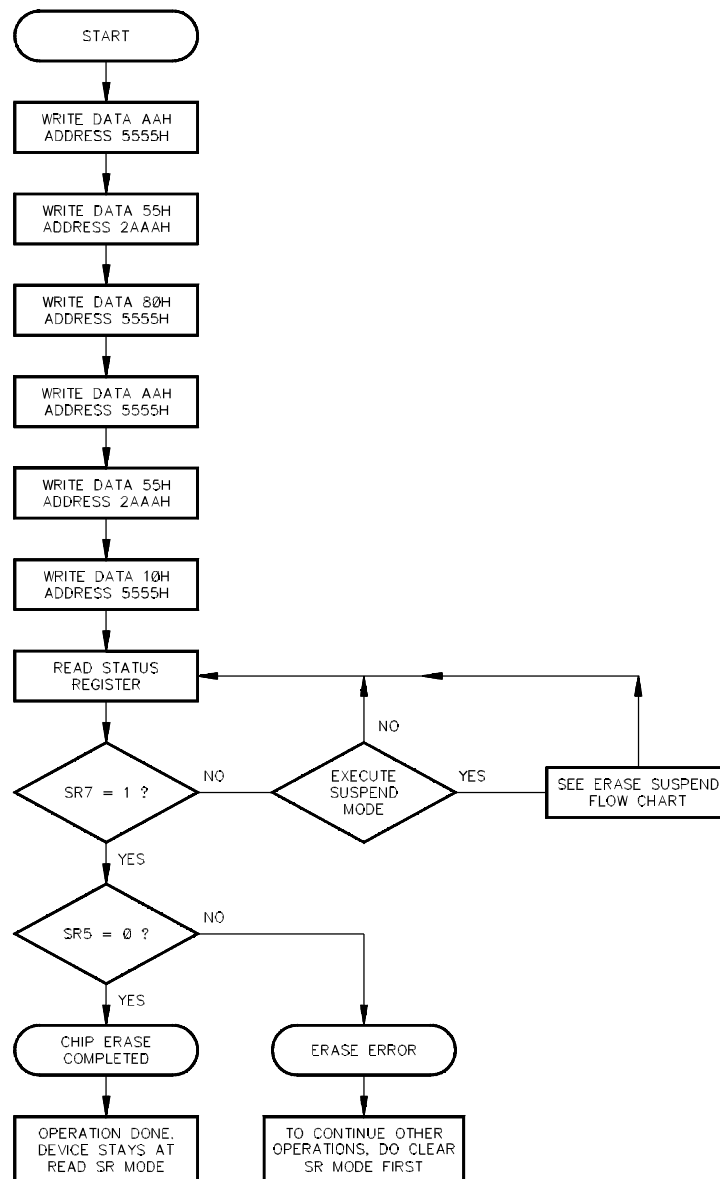 START
WRITE DATA AAH
ADDRESS 5555H
WRITE DATA 55H
ADDRESS 2AAAH
WRITE DATA 80H
ADDRESS 5555H
WRITE DATA AAH
ADDRESS 5555H
WRITE DATA 55H
ADDRESS 2AAAH
WRITE DATA 10H
ADDRESS 5555H
READ STATUS
REGISTER
NO
SR7 = 1 ?
NO
EXECUTE
SUSPEND
MODE
YES
SEE ERASE SUSPEND
FLOW CHART
YES
SR5 = 0 ?
NO
YES
CHIP ERASE
COMPLETED
ERASE ERROR
OPERATION DONE.
DEVICE STAYS AT
READ SR MODE
TO CONTINUE OTHER
OPERATIONS, DO CLEAR
SR MODE FIRST